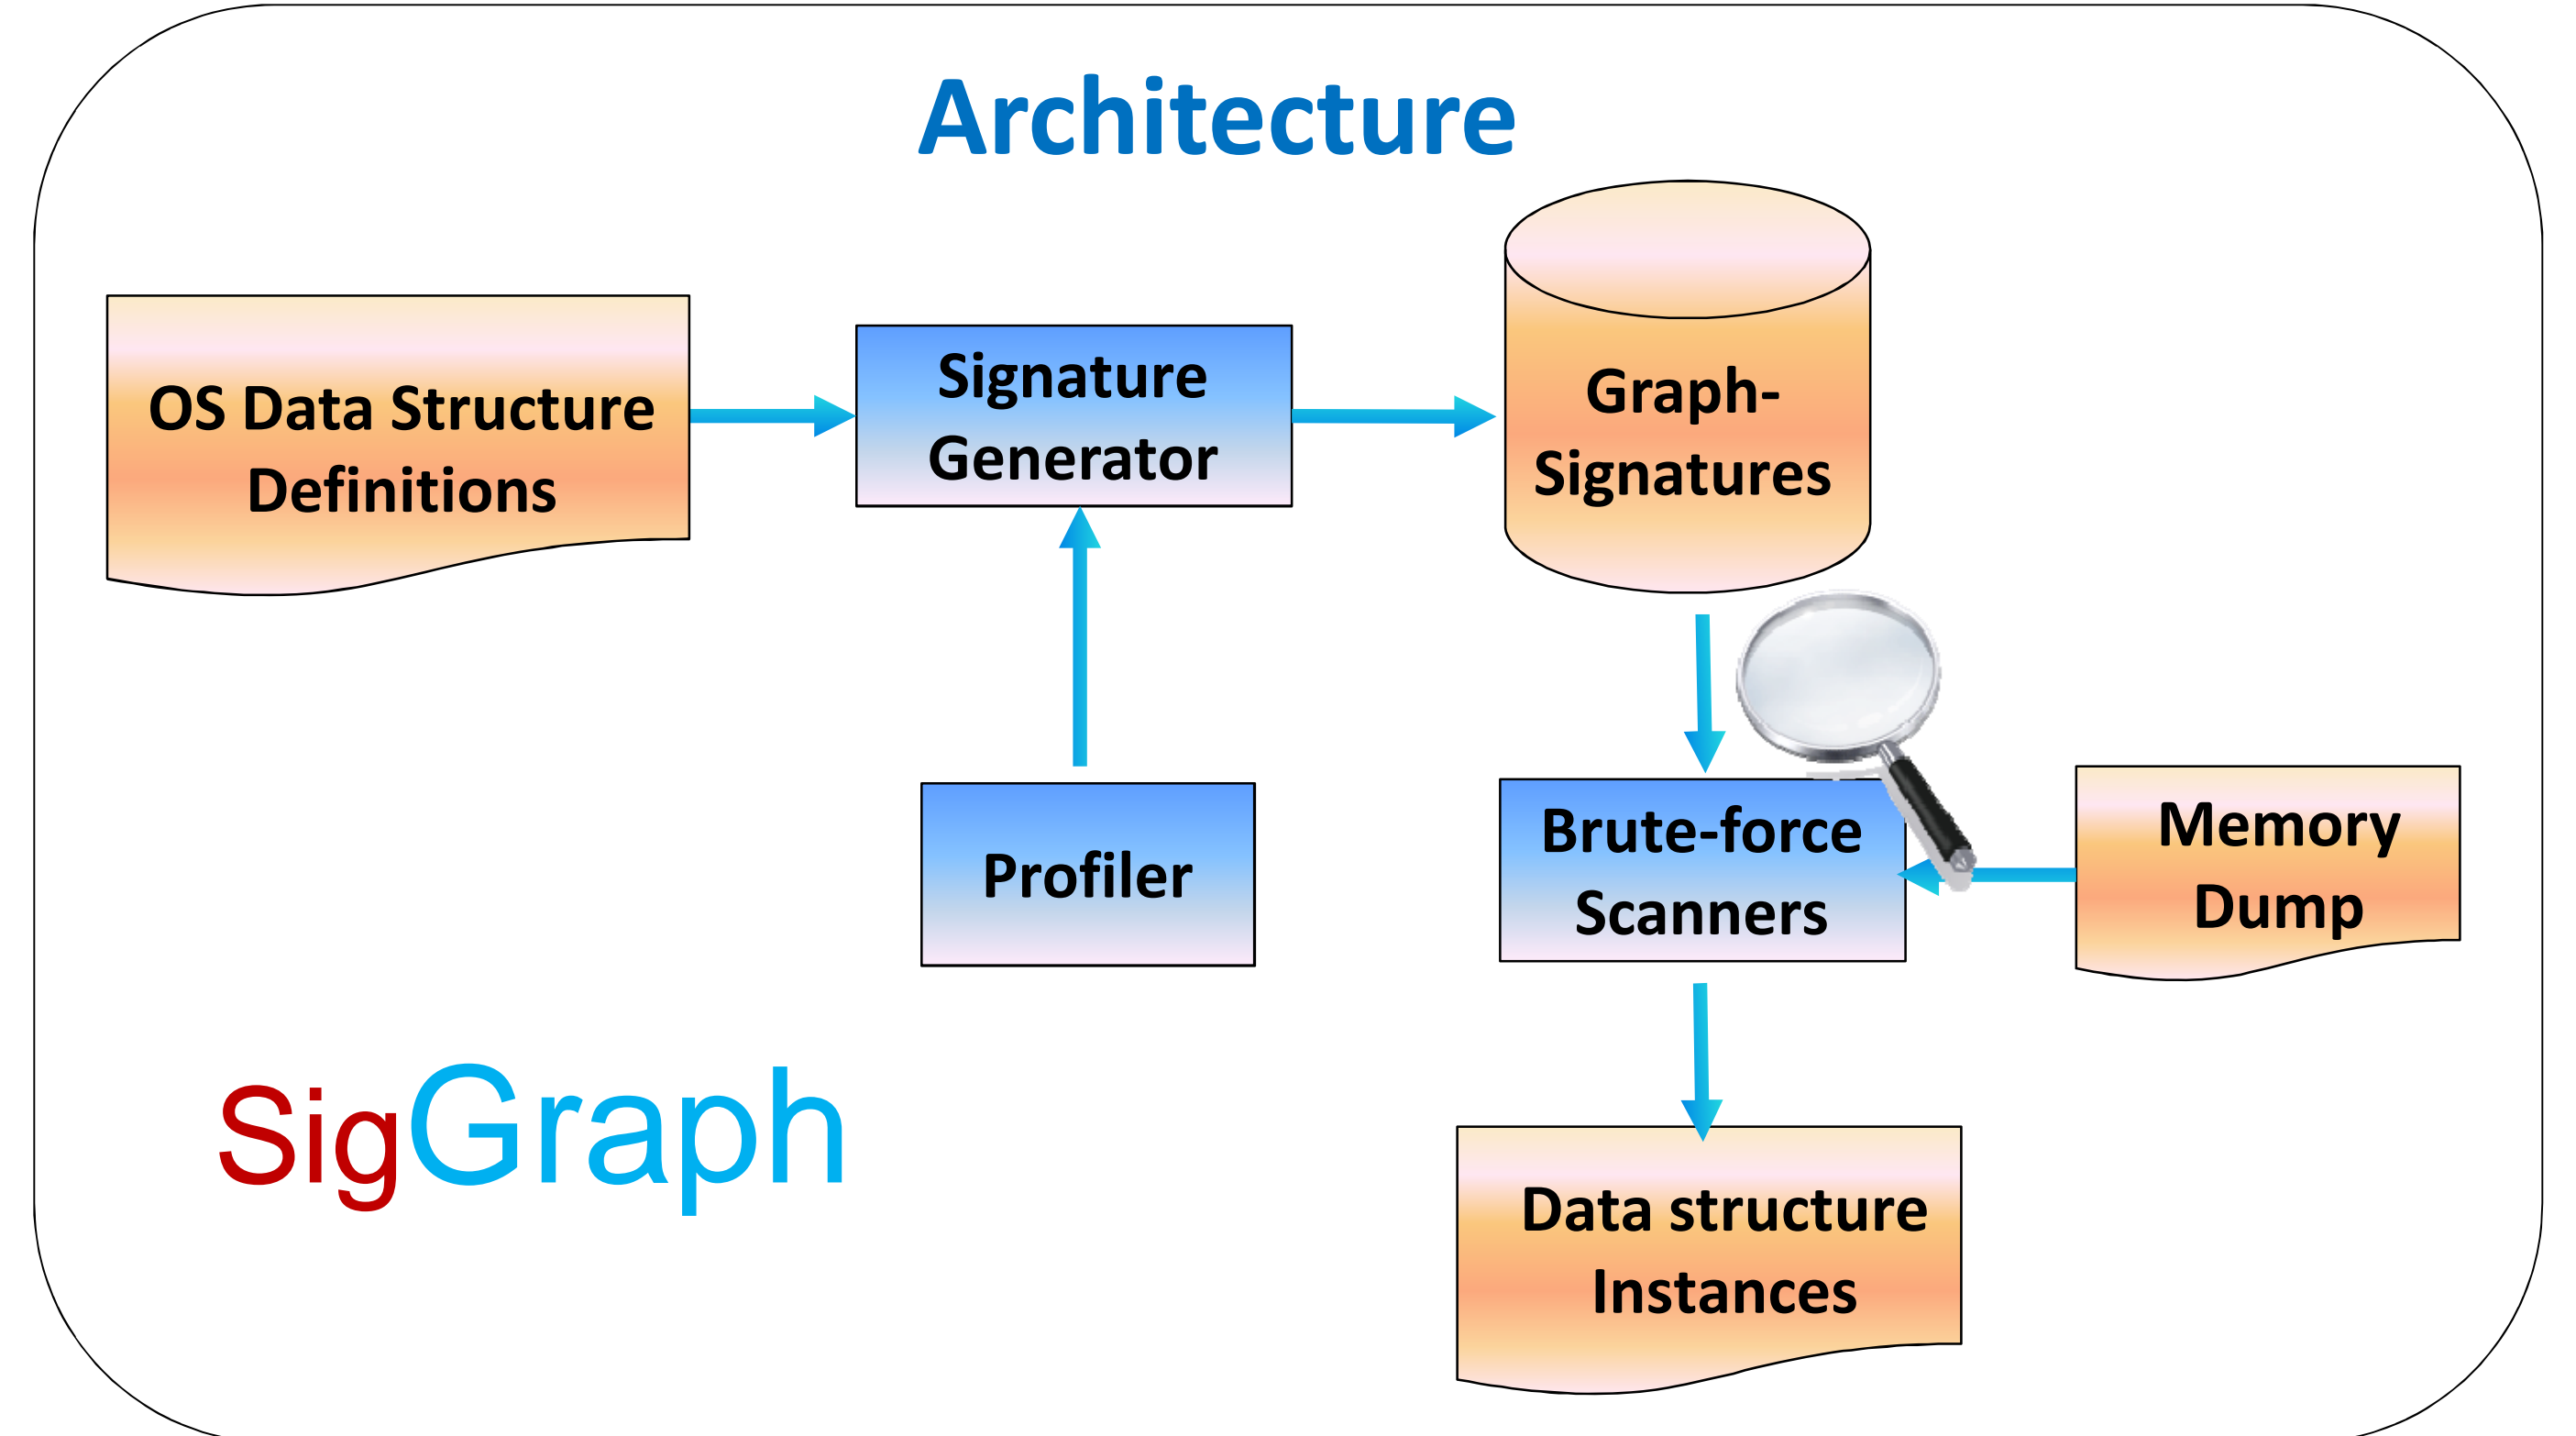 Architecture
OS Data Structure
Definitions
Signature
Generator
Graph-
Signatures
Profiler
Brute-force
Scanners
Memory
Dump
SigGraph
Data structure
Instances